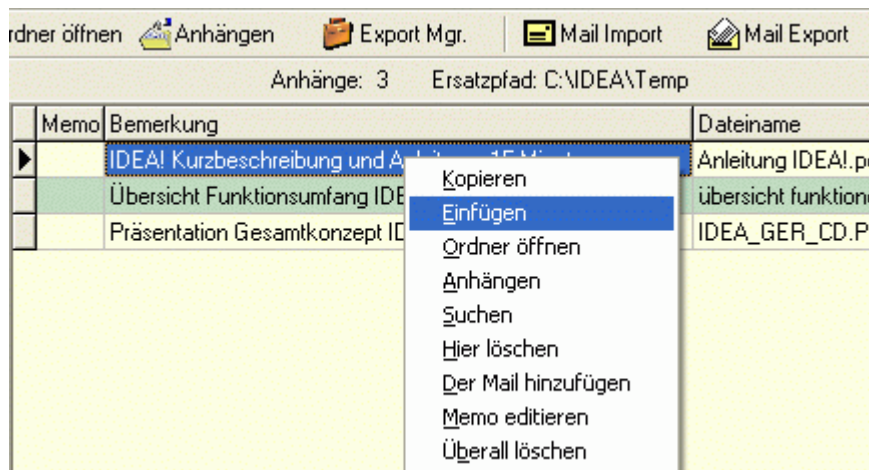 rdner öffnen Anhängen Export Mgr. Mail Import Mail Export
Anhänge: 3 Ersatzpfad: C:\IDEA\Temp
Memo Bemerkung Dateiname
IDEA! Kurzbeschreibung und Anleitung 15 Anleitung IDEA!.p
Übersicht Funktionsumfang IDE übersicht funktion
Präsentation Gesamtkonzept ID IDEA_GER_CD.P
Kopieren
Einfügen
Ordner öffnen
Anhängen
Suchen
Hier löschen
Der Mail hinzufügen
Memo editieren
Überall löschen